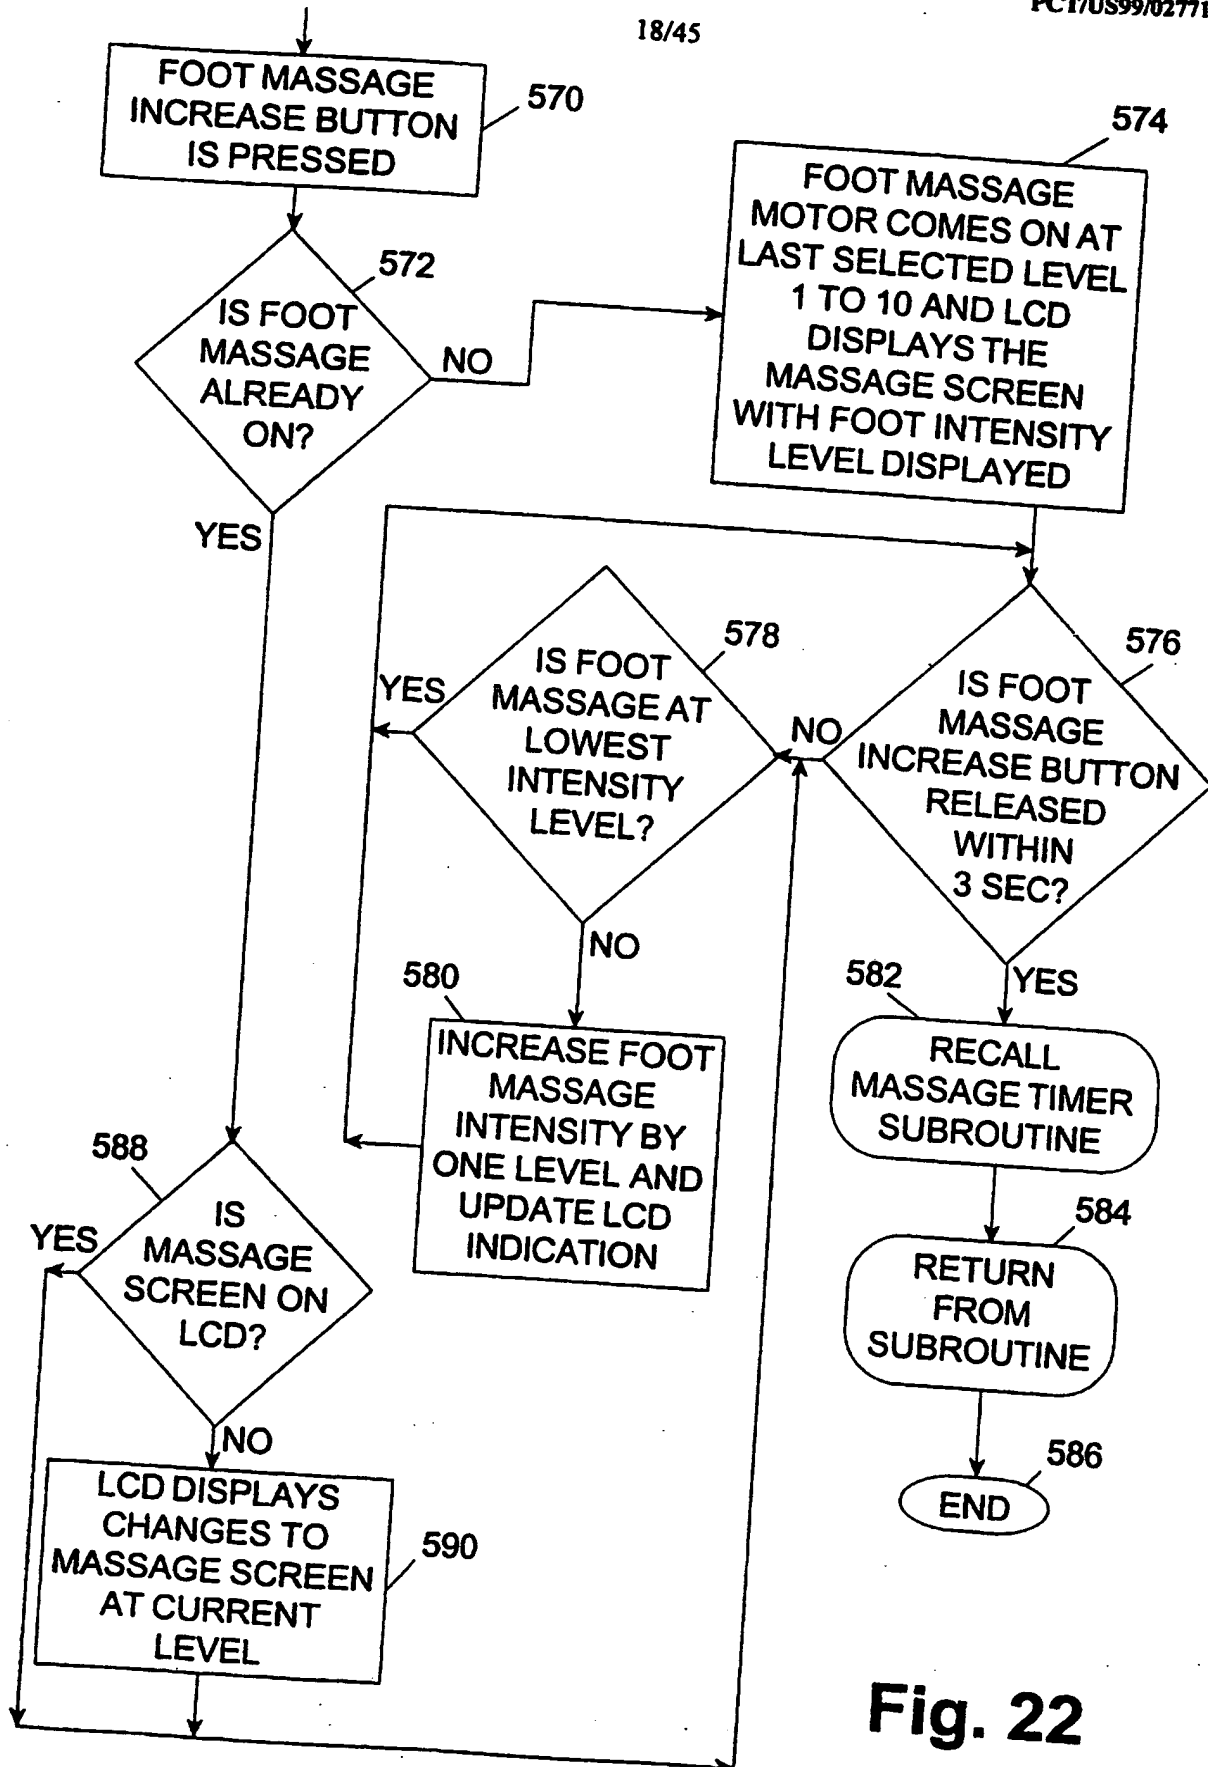 PCT/US99/02771
18/45
FOOT MASSAGE
INCREASE BUTTON
IS PRESSED
570
572
IS FOOT
MASSAGE
ALREADY
ON?
NO
YES
574
FOOT MASSAGE
MOTOR COMES ON AT
LAST SELECTED LEVEL
1 TO 10 AND LCD
DISPLAYS THE
MASSAGE SCREEN
WITH FOOT INTENSITY
LEVEL DISPLAYED
576
IS FOOT
MASSAGE
INCREASE BUTTON
RELEASED
WITHIN
3 SEC?
NO
YES
578
IS FOOT
MASSAGE AT
LOWEST
INTENSITY
LEVEL?
YES
NO
580
INCREASE FOOT
MASSAGE
INTENSITY BY
ONE LEVEL AND
UPDATE LCD
INDICATION
582
RECALL
MASSAGE TIMER
SUBROUTINE
584
RETURN
FROM
SUBROUTINE
586
END
588
IS
MASSAGE
SCREEN ON
LCD?
YES
NO
LCD DISPLAYS
CHANGES TO
MASSAGE SCREEN
AT CURRENT
LEVEL
590
Fig. 22